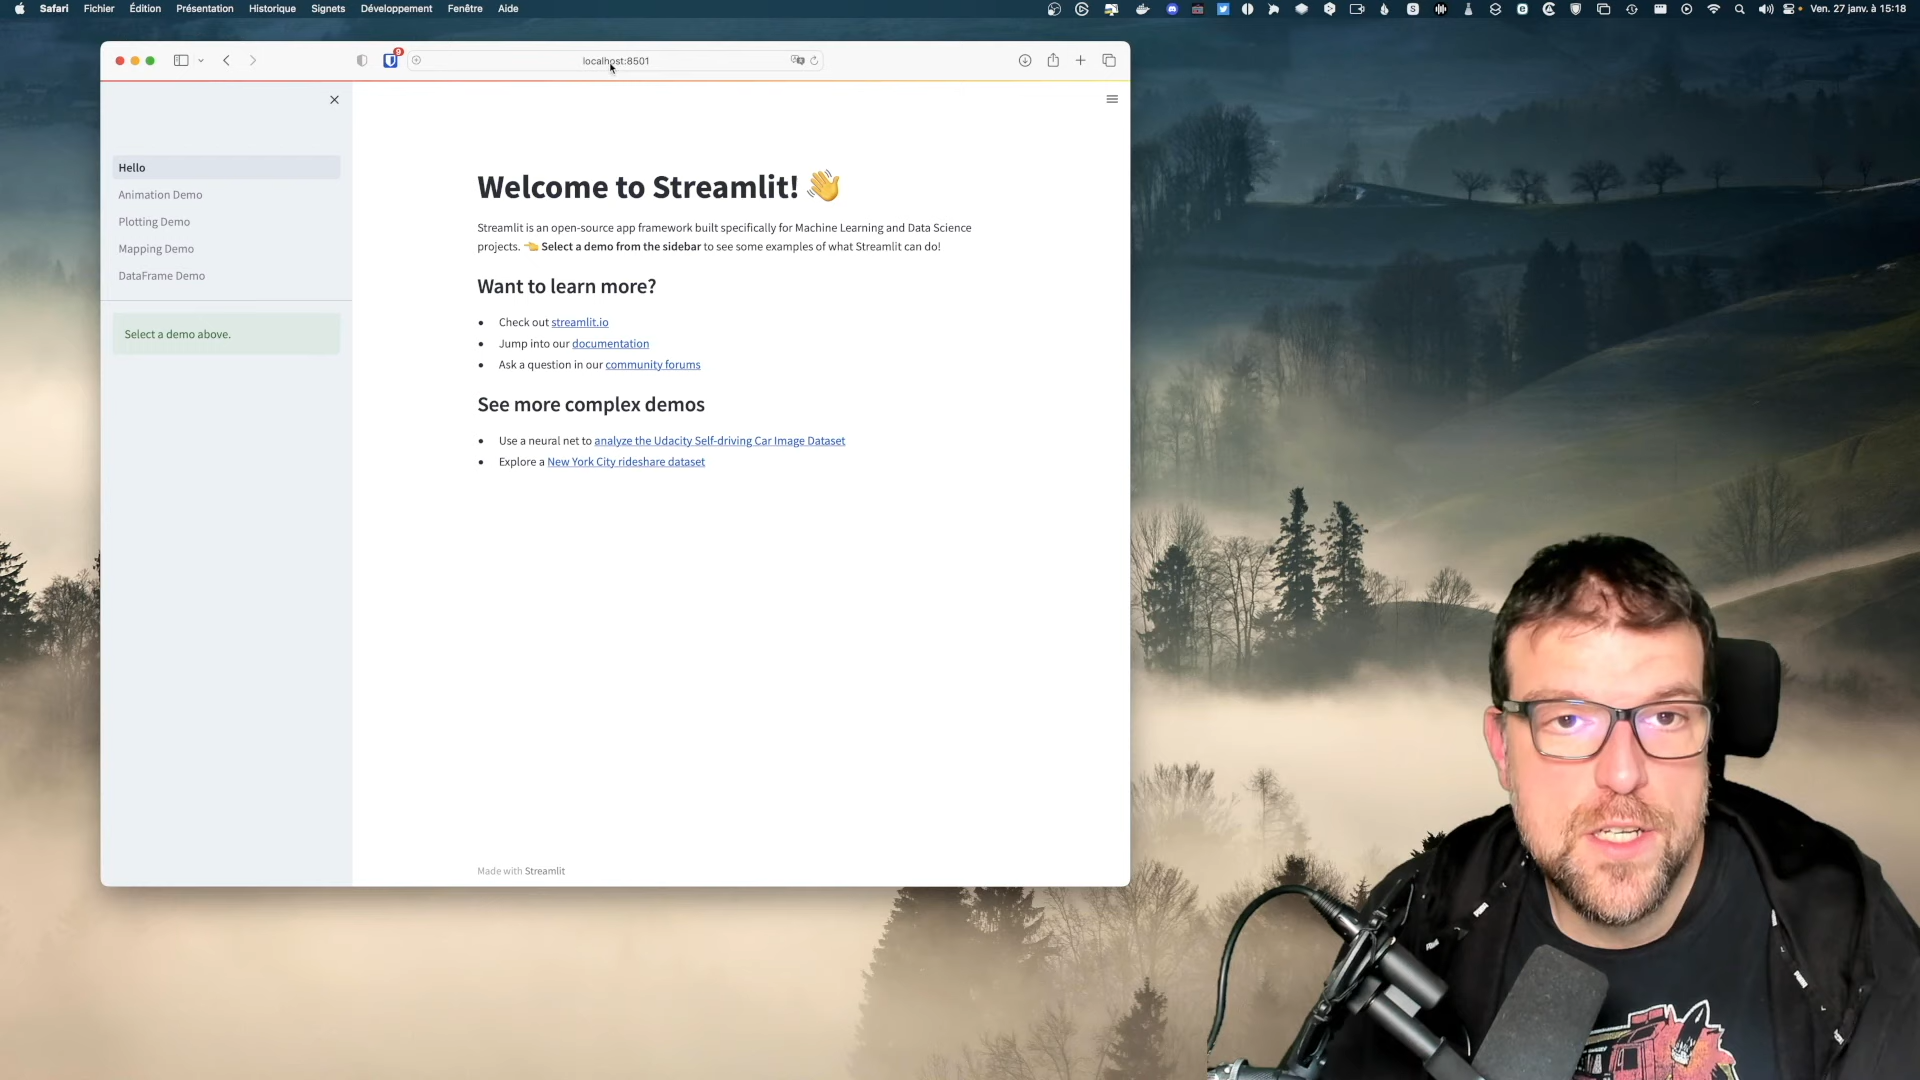 Safari Fichier Édition Présentation Historique Signets Développement Fenêtre Aide
Ven. 27 janv. à 15:18
9
localhost:8501
Hello
Animation Demo
Plotting Demo
Mapping Demo
DataFrame Demo
Select a demo above.
Welcome to Streamlit! 👋
Streamlit is an open-source app framework built specifically for Machine Learning and Data Science
projects. 👈 Select a demo from the sidebar to see some examples of what Streamlit can do!
Want to learn more?
• Check out streamlit.io
• Jump into our documentation
• Ask a question in our community forums
See more complex demos
• Use a neural net to analyze the Udacity Self-driving Car Image Dataset
• Explore a New York City rideshare dataset
Made with Streamlit